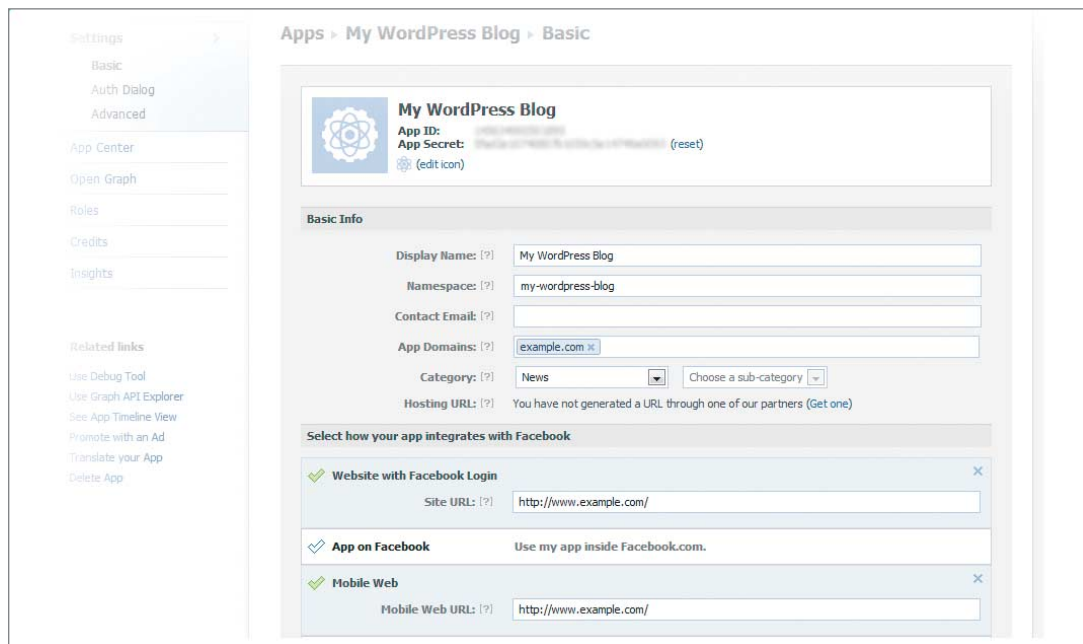 Settings
Basic
Auth Dialog
Advanced
App Center
Open Graph
Roles
Credits
Insights
Related links
Use Debug Tool
Use Graph API Explorer
See App Timeline View
Promote with an Ad
Translate your App
Delete App
Apps ▸ My WordPress Blog ▸ Basic
My WordPress Blog
App ID:
App Secret: (reset)
(edit icon)
Basic Info
Display Name: [?] My WordPress Blog
Namespace: [?] my-wordpress-blog
Contact Email: [?]
App Domains: [?] example.com ×
Category: [?] News Choose a sub-category
Hosting URL: [?] You have not generated a URL through one of our partners (Get one)
Select how your app integrates with Facebook
Website with Facebook Login
Site URL: [?] http://www.example.com/
App on Facebook Use my app inside Facebook.com.
Mobile Web
Mobile Web URL: [?] http://www.example.com/